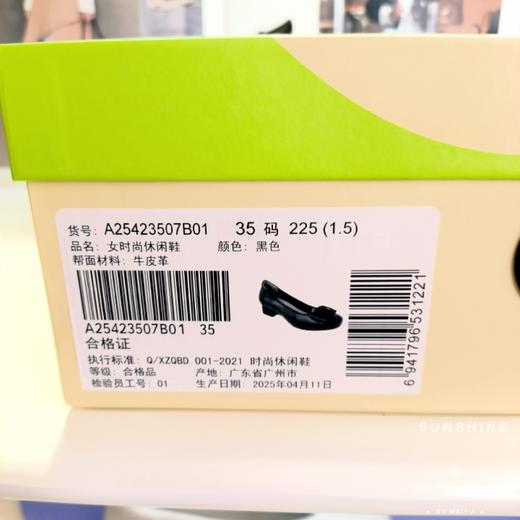 货号: A25423507B01 35 码 225 (1.5)
品名: 女时尚休闲鞋 颜色: 黑色
帮面材料: 牛皮革
A25423507B01 35
合格证
执行标准: Q/XZQBD 001-2021 时尚休闲鞋
等级: 合格品 产地: 广东省广州市
检验员工号: 01 生产日期: 2025年04月11日
6 941796 531221
SUNSHINE
BY MEITU